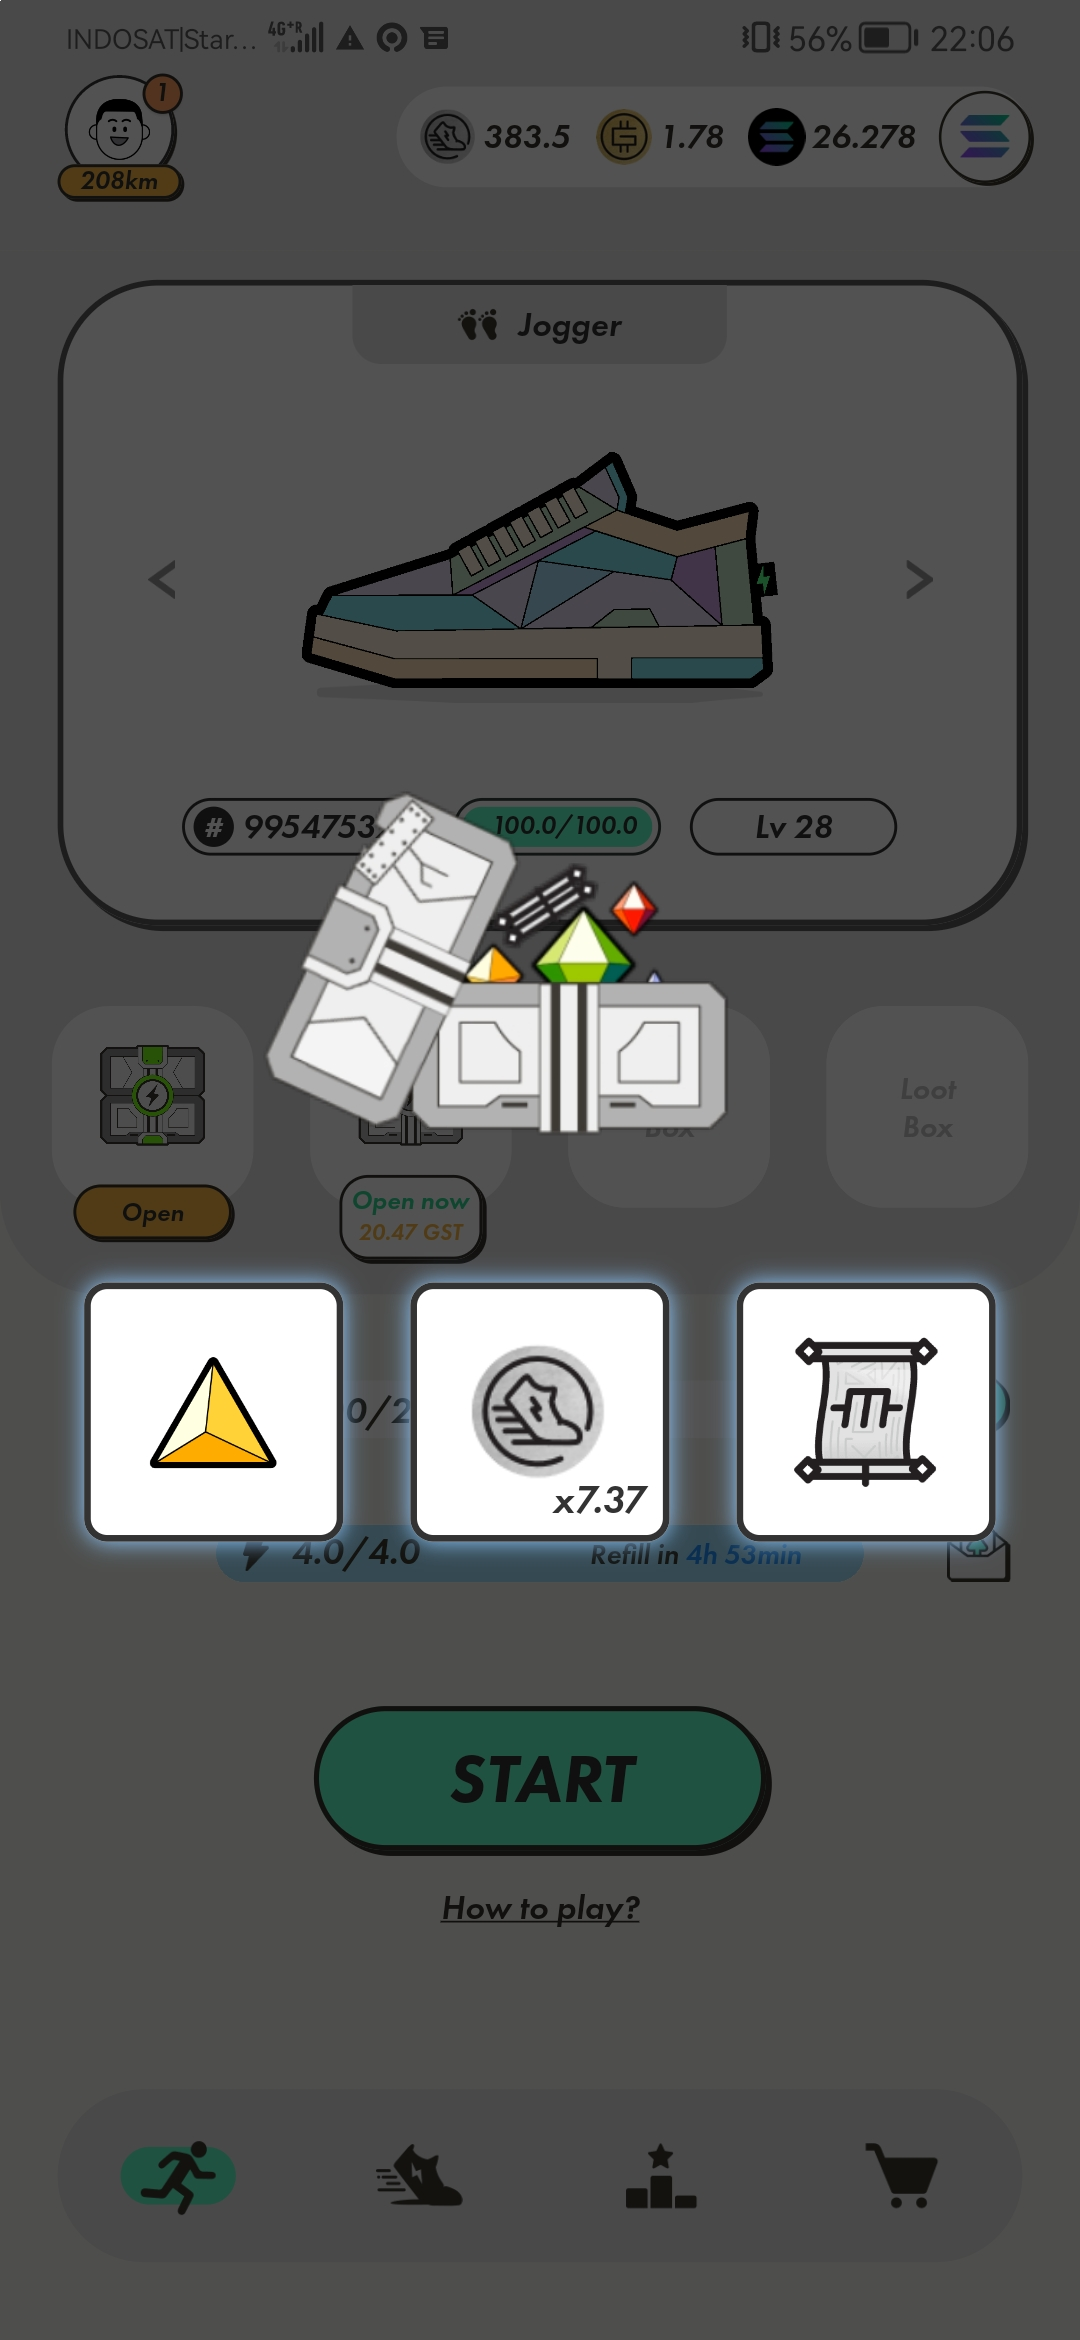 INDOSAT|Star... 4G+R 56% 22:06
1
208km
383.5 1.78 26.278
Jogger
# 9954753 100.0/100.0 Lv 28
Box
Loot
Box
Open
Open now
20.47 GST
0/2
x7.37
4.0/4.0 Refill in 4h 53min
START
How to play?